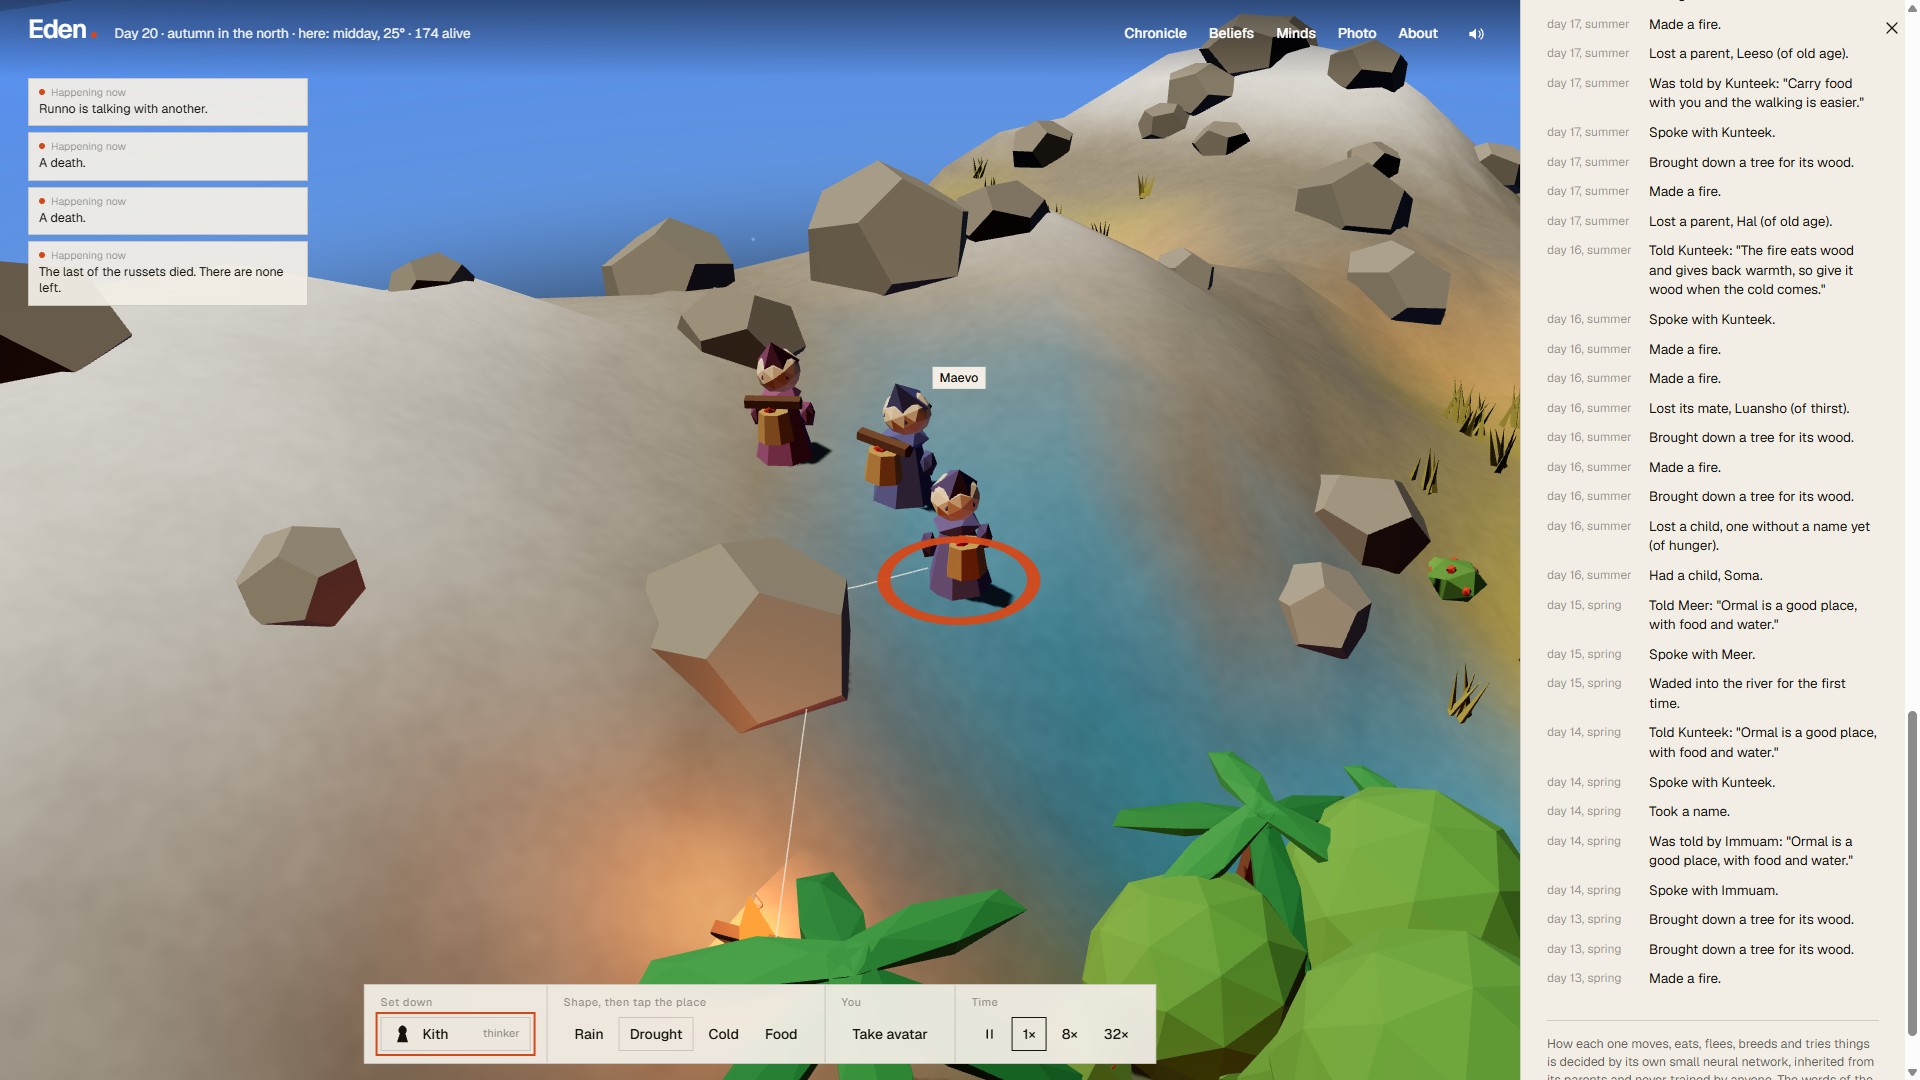 Eden.
Day 20 · autumn in the north · here: midday, 25° · 174 alive
Chronicle
Beliefs
Minds
Photo
About
Happening now
Runno is talking with another.
Happening now
A death.
Happening now
A death.
Happening now
The last of the russets died. There are none
left.
Maevo
Set down
Kith
thinker
Shape, then tap the place
Rain
Drought
Cold
Food
You
Take avatar
Time
1×
8×
32×
day 17, summer
Made a fire.
day 17, summer
Lost a parent, Leeso (of old age).
day 17, summer
Was told by Kunteek: "Carry food
with you and the walking is easier."
day 17, summer
Spoke with Kunteek.
day 17, summer
Brought down a tree for its wood.
day 17, summer
Made a fire.
day 17, summer
Lost a parent, Hal (of old age).
day 16, summer
Told Kunteek: "The fire eats wood
and gives back warmth, so give it
wood when the cold comes."
day 16, summer
Spoke with Kunteek.
day 16, summer
Made a fire.
day 16, summer
Made a fire.
day 16, summer
Lost its mate, Luansho (of thirst).
day 16, summer
Brought down a tree for its wood.
day 16, summer
Made a fire.
day 16, summer
Brought down a tree for its wood.
day 16, summer
Lost a child, one without a name yet
(of hunger).
day 16, summer
Had a child, Soma.
day 15, spring
Told Meer: "Ormal is a good place,
with food and water."
day 15, spring
Spoke with Meer.
day 15, spring
Waded into the river for the first
time.
day 14, spring
Told Kunteek: "Ormal is a good place,
with food and water."
day 14, spring
Spoke with Kunteek.
day 14, spring
Took a name.
day 14, spring
Was told by Immuam: "Ormal is a
good place, with food and water."
day 14, spring
Spoke with Immuam.
day 13, spring
Brought down a tree for its wood.
day 13, spring
Brought down a tree for its wood.
day 13, spring
Made a fire.
How each one moves, eats, flees, breeds and tries things
is decided by its own small neural network, inherited from
its parents and never trained by anyone. The words of the